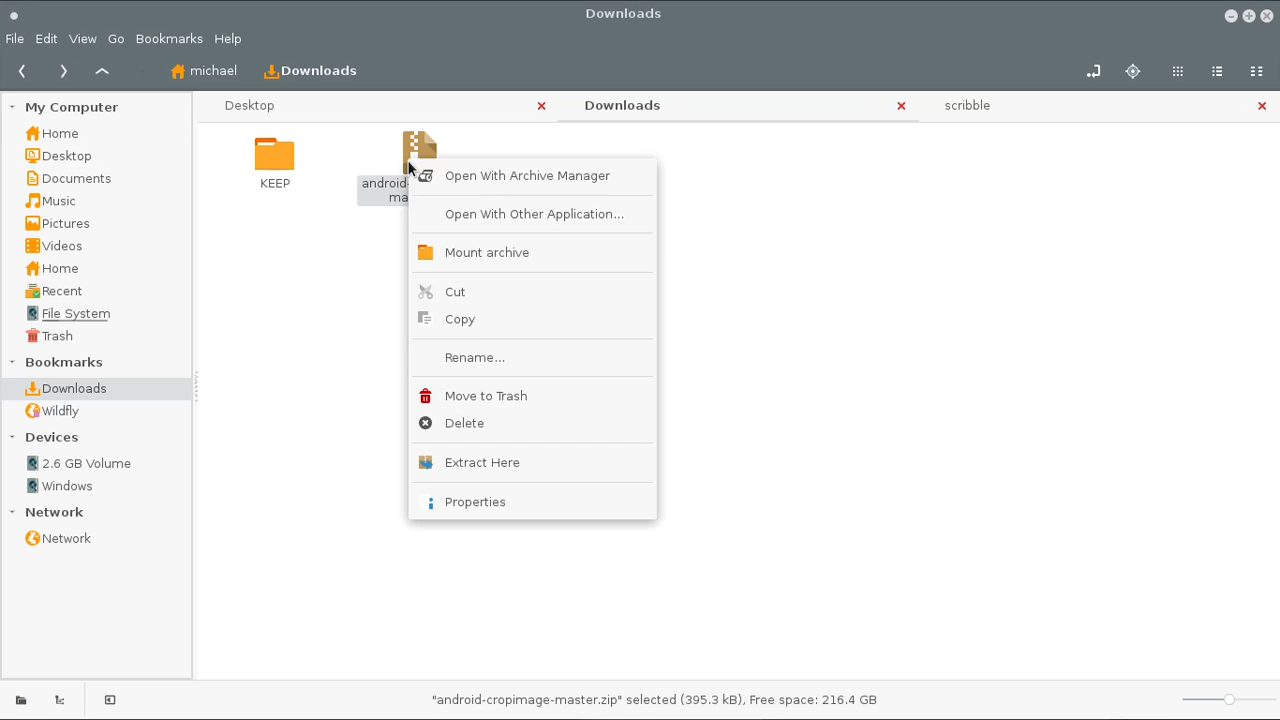 Downloads
File Edit View Go Bookmarks Help
michael Downloads
My Computer
Home
Desktop
Documents
Music
Pictures
Videos
Home
Recent
File System
Trash
Bookmarks
Downloads
Wildfly
Devices
2.6 GB Volume
Windows
Network
Network
Desktop Downloads scribble
KEEP
android-
ma
Open With Archive Manager
Open With Other Application...
Mount archive
Cut
Copy
Rename...
Move to Trash
Delete
Extract Here
Properties
"android-cropimage-master.zip" selected (395.3 kB), Free space: 216.4 GB